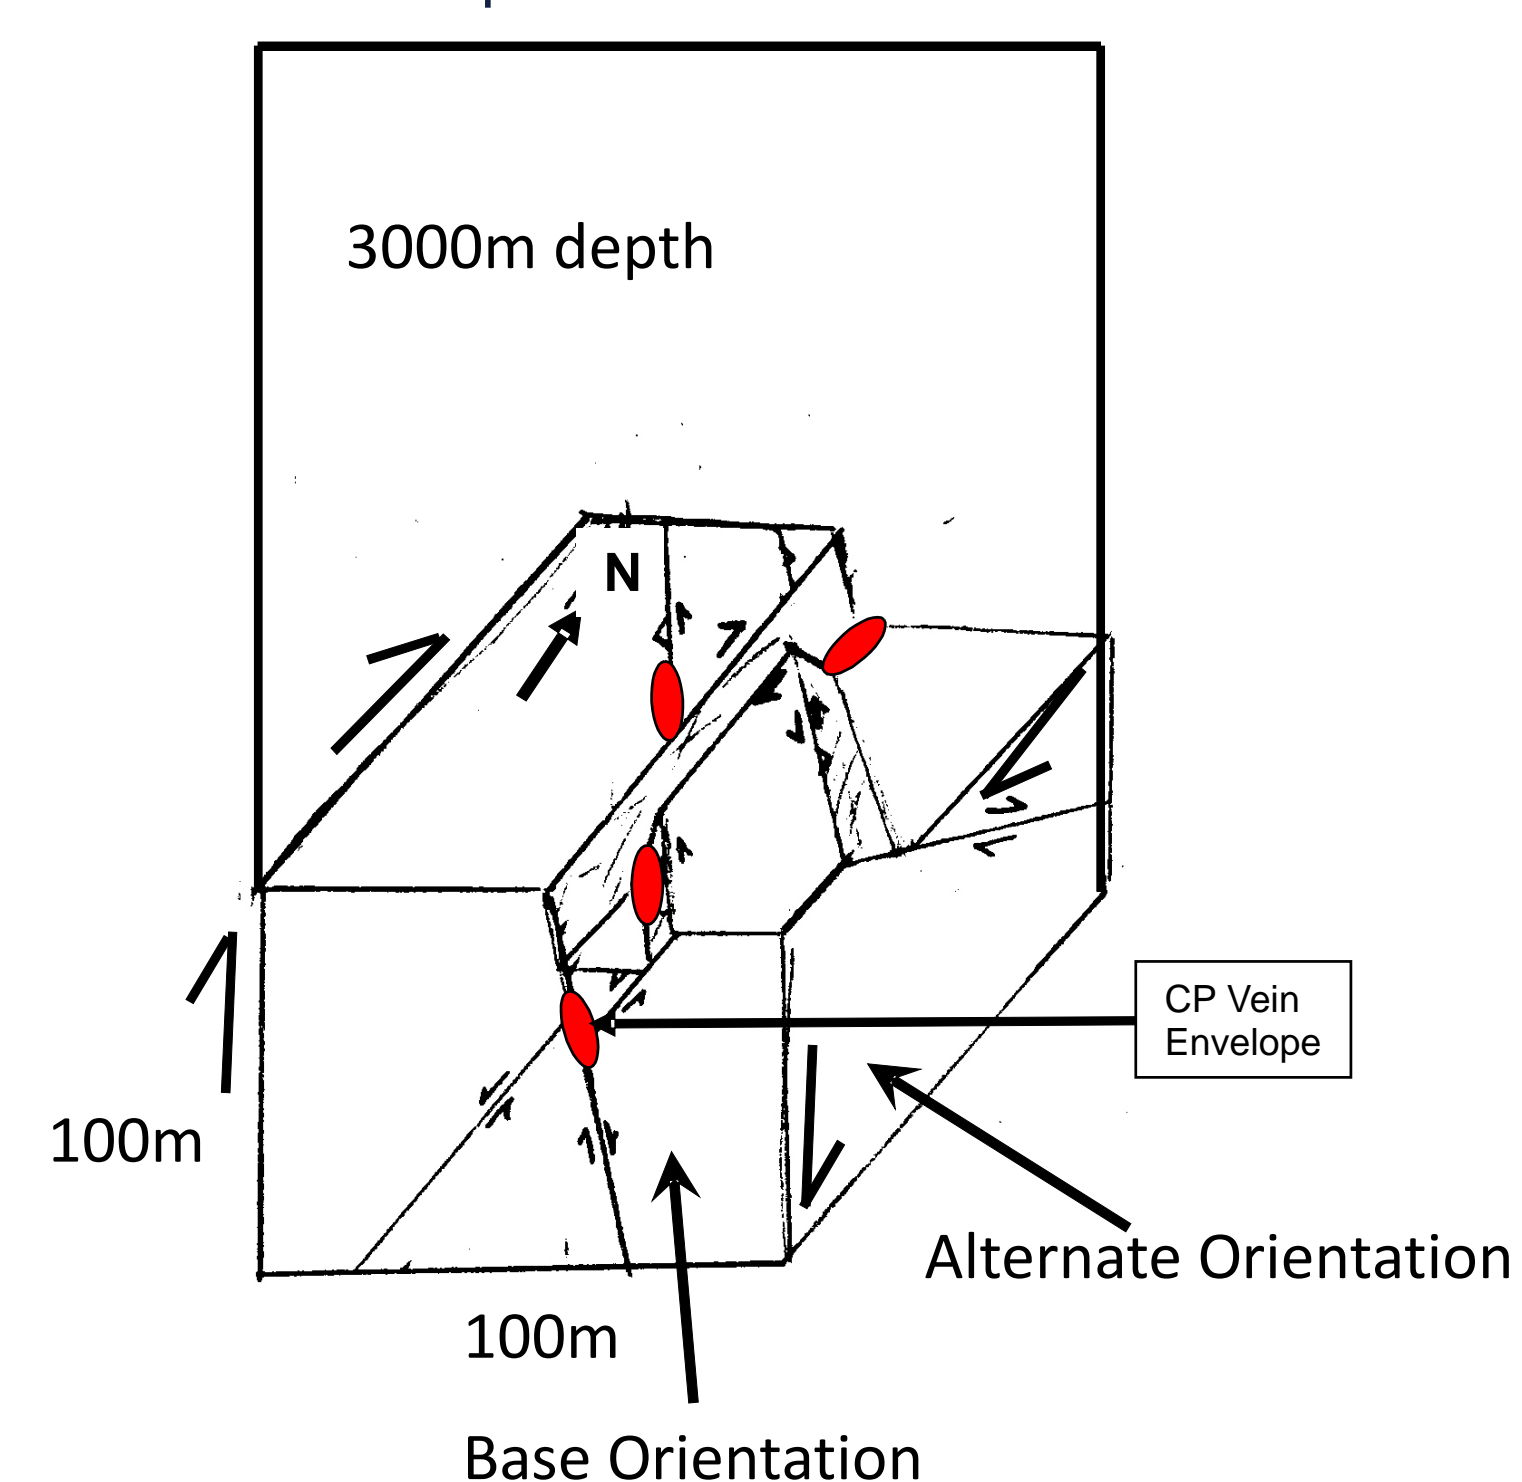 3000m depth
N
CP Vein
Envelope
100m
Alternate Orientation
100m
Base Orientation